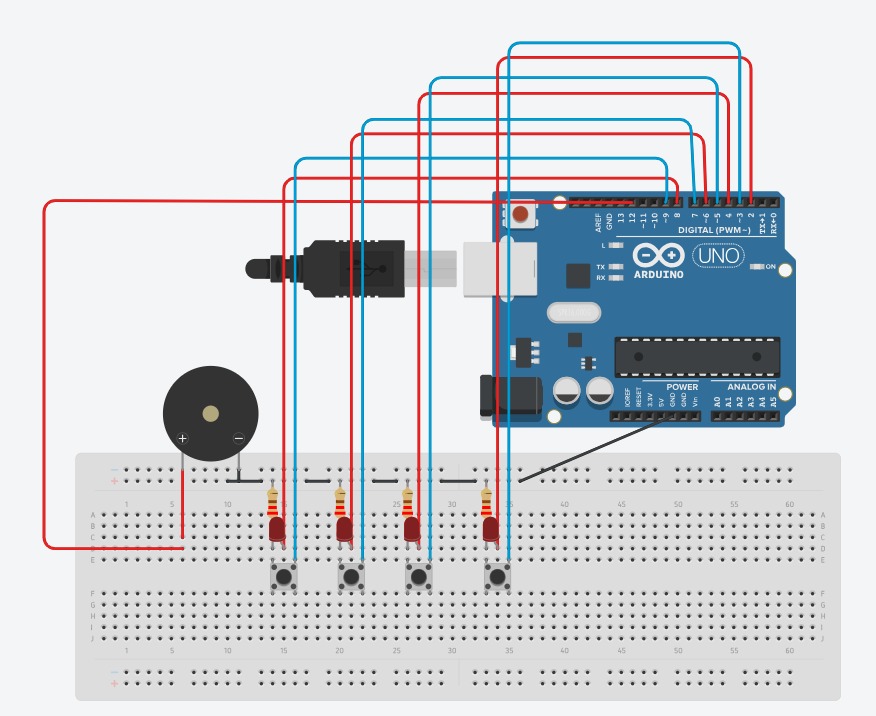 AREF
GND
13
12
~11
~10
~9
8
7
~6
~5
4
~3
2
TX→1
RX←0
DIGITAL (PWM~)
L
TX
RX
ARDUINO
UNO
ON
POWER
ANALOG IN
IOREF
RESET
3.3V
5V
GND
GND
Vin
A0
A1
A2
A3
A4
A5
+ −
−
+
1 5 10 15 25 30 35 40 45 50 55 60
A A
B B
C C
D
E E
F F
G G
H H
I I
J J
1 5 10 15 20 25 30 35 40 45 50 55 60
−
+